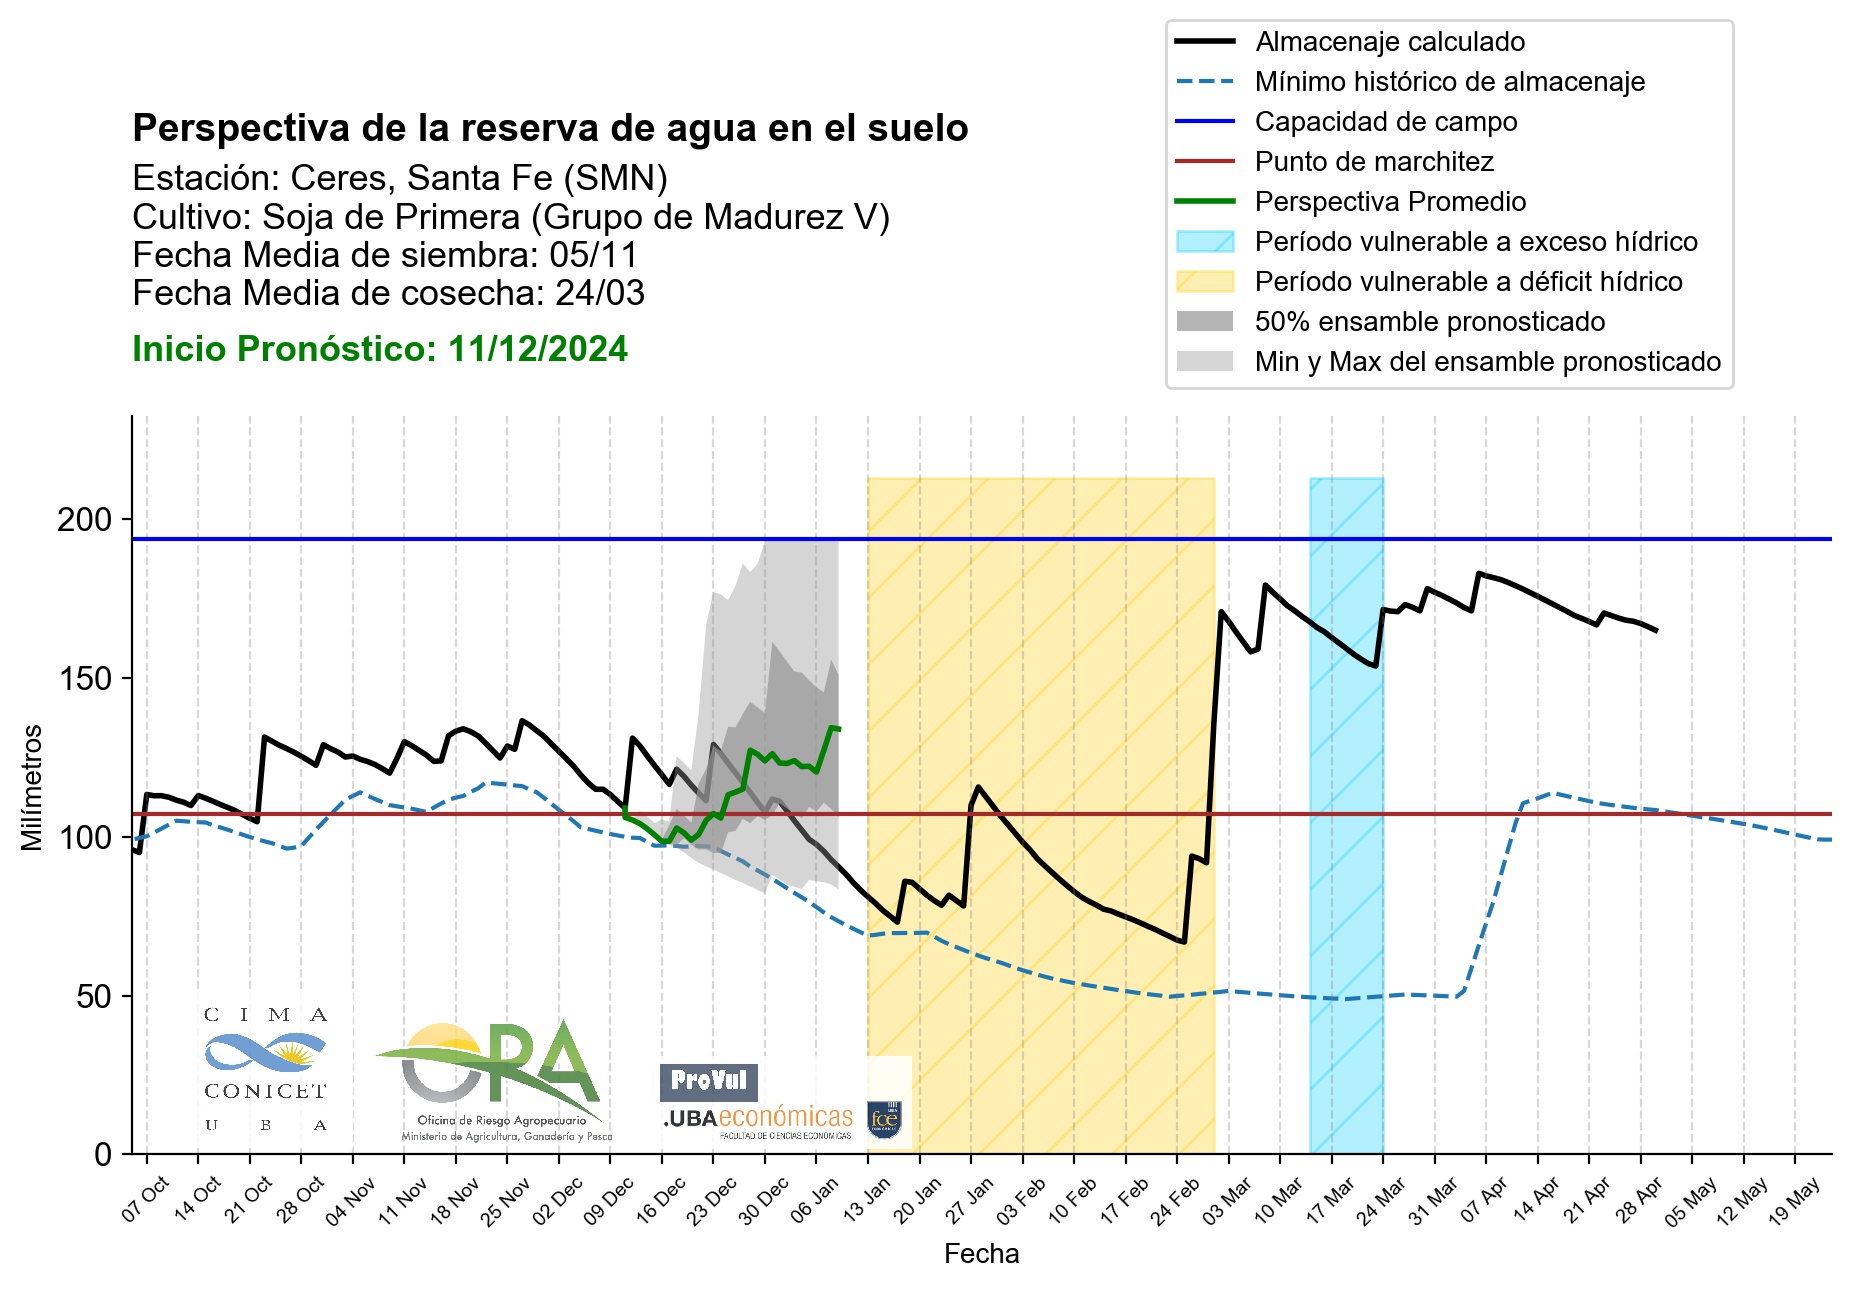 Almacenaje calculado
Mínimo histórico de almacenaje
Capacidad de campo
Punto de marchitez
Perspectiva Promedio
Período vulnerable a exceso hídrico
Período vulnerable a déficit hídrico
50% ensamble pronosticado
Min y Max del ensamble pronosticado
Perspectiva de la reserva de agua en el suelo
Estación: Ceres, Santa Fe (SMN)
Cultivo: Soja de Primera (Grupo de Madurez V)
Fecha Media de siembra: 05/11
Fecha Media de cosecha: 24/03
Inicio Pronóstico: 11/12/2024
Milímetros
200
150
100
50
0
C I M A
CONICET
U B A
ORA
Oficina de Riesgo Agropecuario
Ministerio de Agricultura, Ganadería y Pesca
ProVul
.UBAeconómicas
FACULTAD DE CIENCIAS ECONÓMICAS
UBA
fce
07 Oct 14 Oct 21 Oct 28 Oct 04 Nov 11 Nov 18 Nov 25 Nov 02 Dec 09 Dec 16 Dec 23 Dec 30 Dec 06 Jan 13 Jan 20 Jan 27 Jan 03 Feb 10 Feb 17 Feb 24 Feb 03 Mar 10 Mar 17 Mar 24 Mar 31 Mar 07 Apr 14 Apr 21 Apr 28 Apr 05 May 12 May 19 May
Fecha